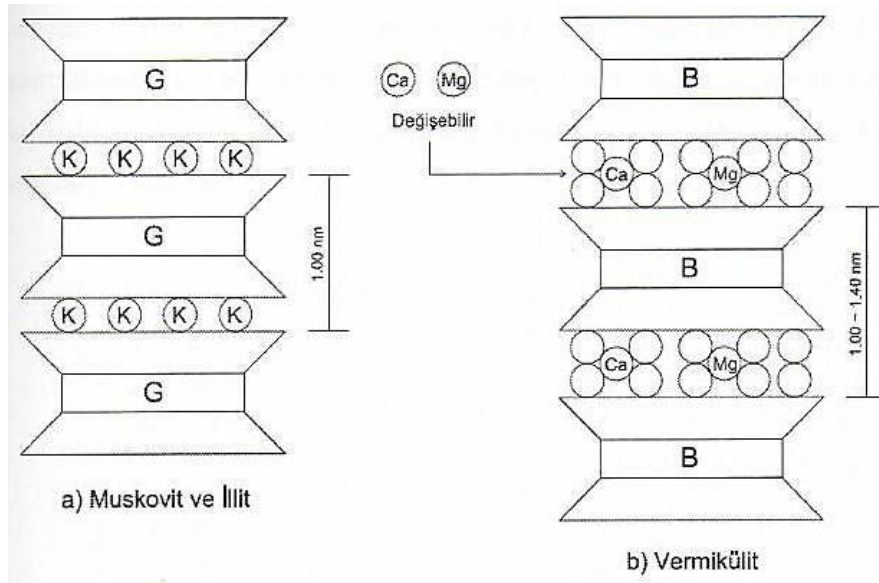 G
K K K K
G
K K K K
G
1.00 nm
a) Muskovit ve İllit
Ca Mg
Değişebilir
B
Ca Mg
B
Ca Mg
B
1.00 – 1.40 nm
b) Vermikülit